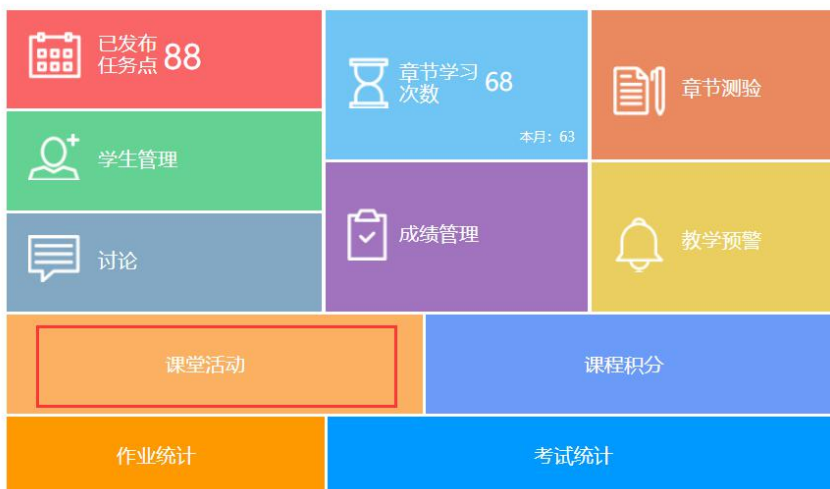 已发布
任务点 88
章节学习
次数 68
本月：63
章节测验
学生管理
成绩管理
教学预警
讨论
课堂活动
课程积分
作业统计
考试统计